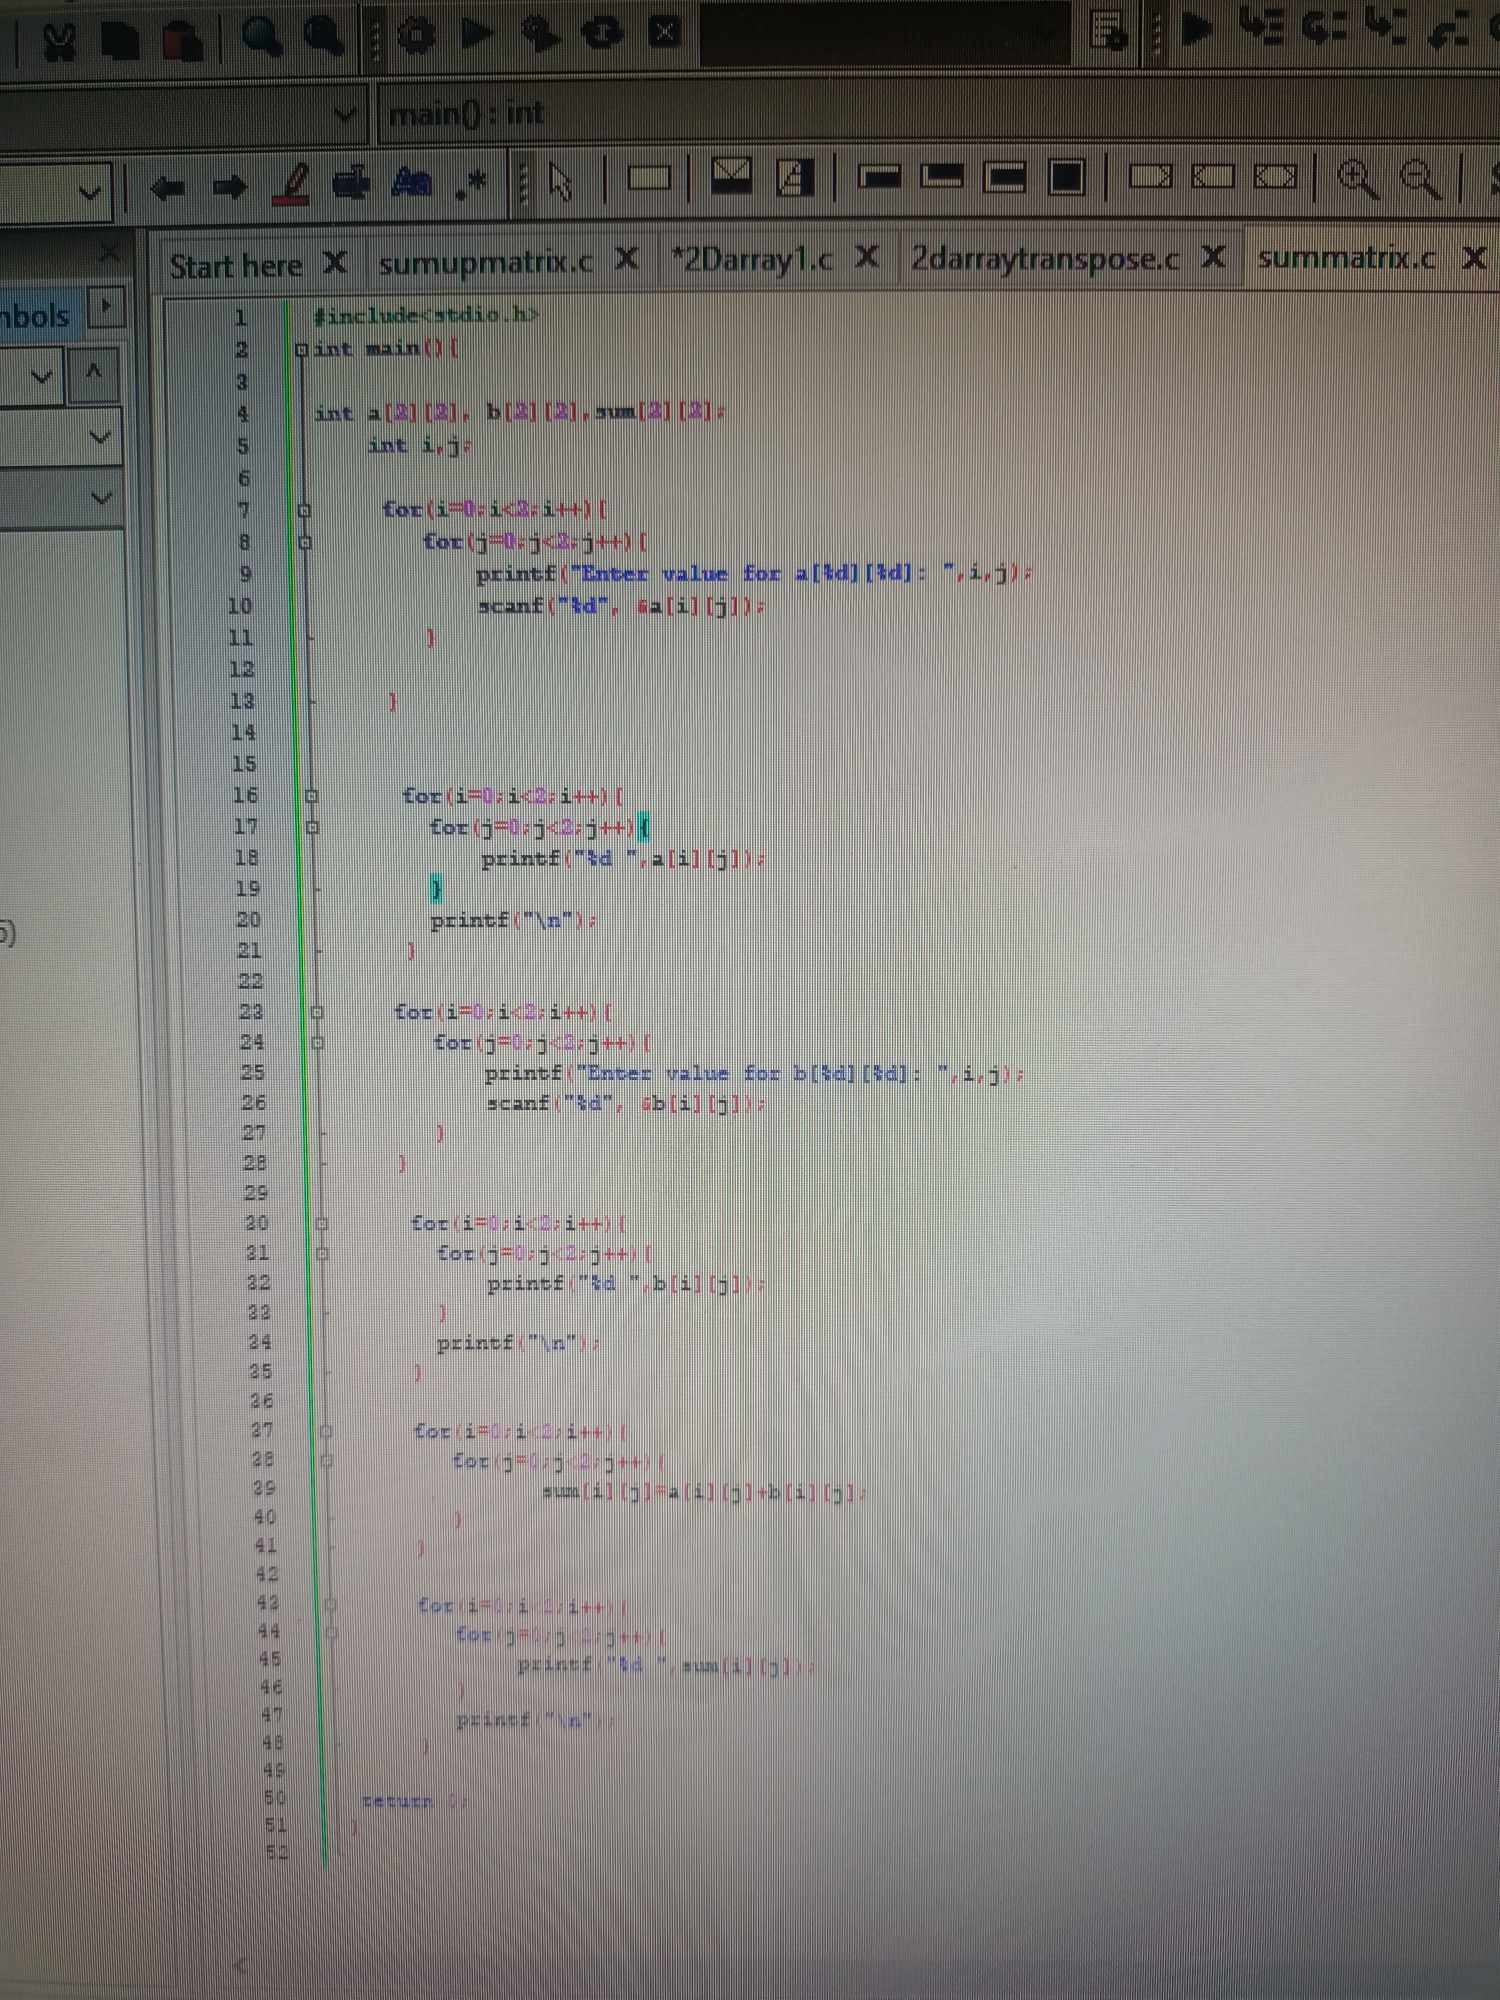 main() : int
Start here X sumupmatrix.c X *2Darray1.c X 2darraytranspose.c X summatrix.c X
1 #include<stdio.h>
2 int main(){
3
4 int a[2][2], b[2][2],sum[2][2];
5 int i,j;
6
7 for(i=0;i<2;i++){
8 for(j=0;j<2;j++){
9 printf("Enter value for a[%d][%d]: ",i,j);
10 scanf("%d", &a[i][j]);
11 }
12
13 }
14
15
16 for(i=0;i<2;i++){
17 for(j=0;j<2;j++){
18 printf("%d ",a[i][j]);
19 }
20 printf("\n");
21 }
22
23 for(i=0;i<2;i++){
24 for(j=0;j<2;j++){
25 printf("Enter value for b[%d][%d]: ",i,j);
26 scanf("%d", &b[i][j]);
27 }
28 }
29
30 for(i=0;i<2;i++){
31 for(j=0;j<2;j++){
32 printf("%d ",b[i][j]);
33 }
34 printf("\n");
35 }
36
37 for(i=0;i<2;i++){
38 for(j=0;j<2;j++){
39 sum[i][j]=a[i][j]+b[i][j];
40 }
41 }
42
43 for(i=0;i<2;i++){
44 for(j=0;j<2;j++){
45 printf("%d ",sum[i][j]);
46 }
47 printf("\n");
48 }
49
50 return 0;
51 }
52